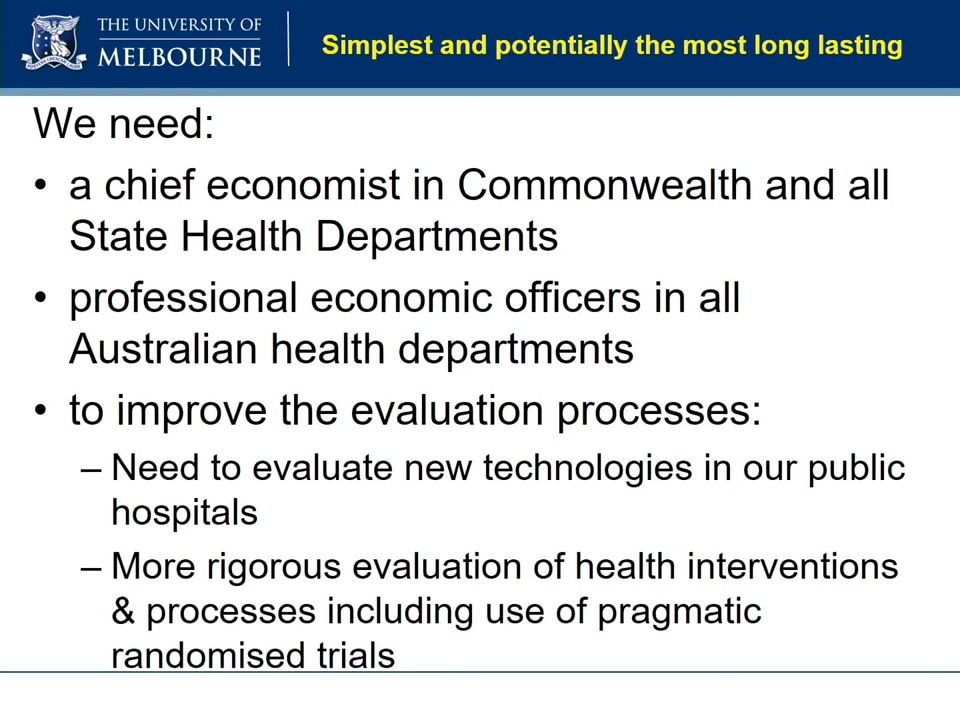 THE UNIVERSITY OF
MELBOURNE
Simplest and potentially the most long lasting
We need:
• a chief economist in Commonwealth and all
State Health Departments
• professional economic officers in all
Australian health departments
• to improve the evaluation processes:
– Need to evaluate new technologies in our public
hospitals
– More rigorous evaluation of health interventions
& processes including use of pragmatic
randomised trials